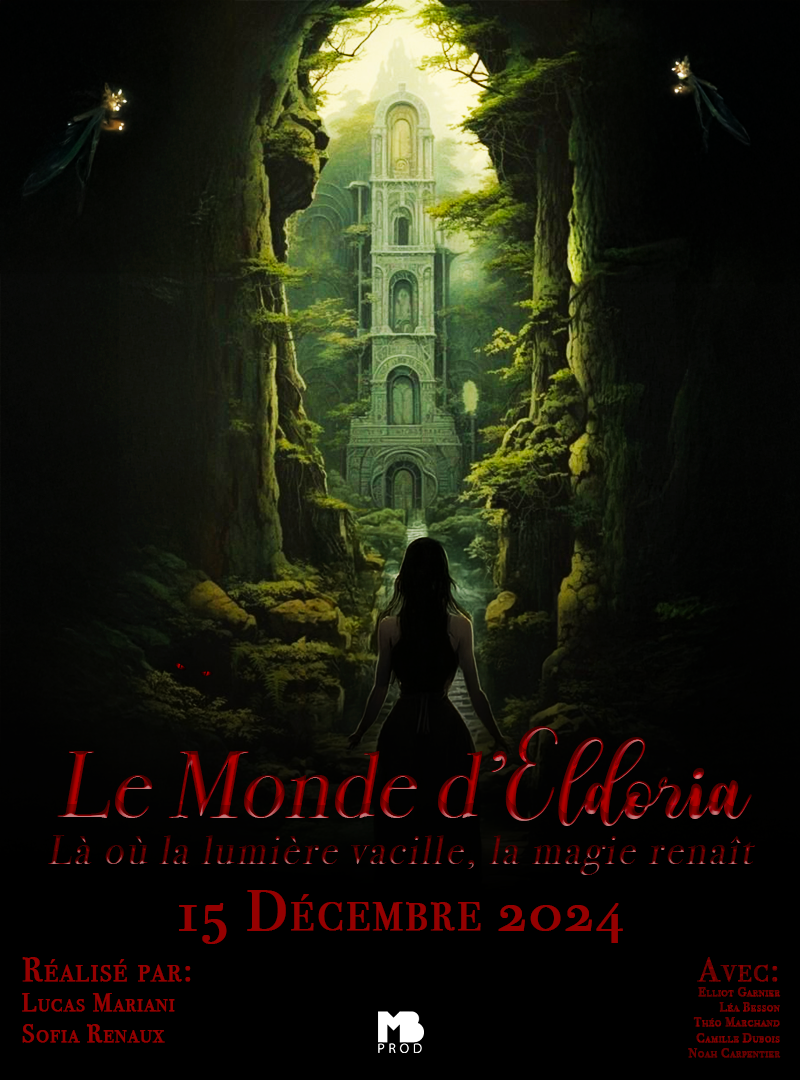 Le Monde d'Eldoria
Là où la lumière vacille, la magie renaît
15 Décembre 2024
Réalisé par:
Lucas Mariani
Sofia Renaux
MB
PROD
Avec:
Elliot Garnier
Léa Besson
Théo Marchand
Camille Dubois
Noah Carpentier